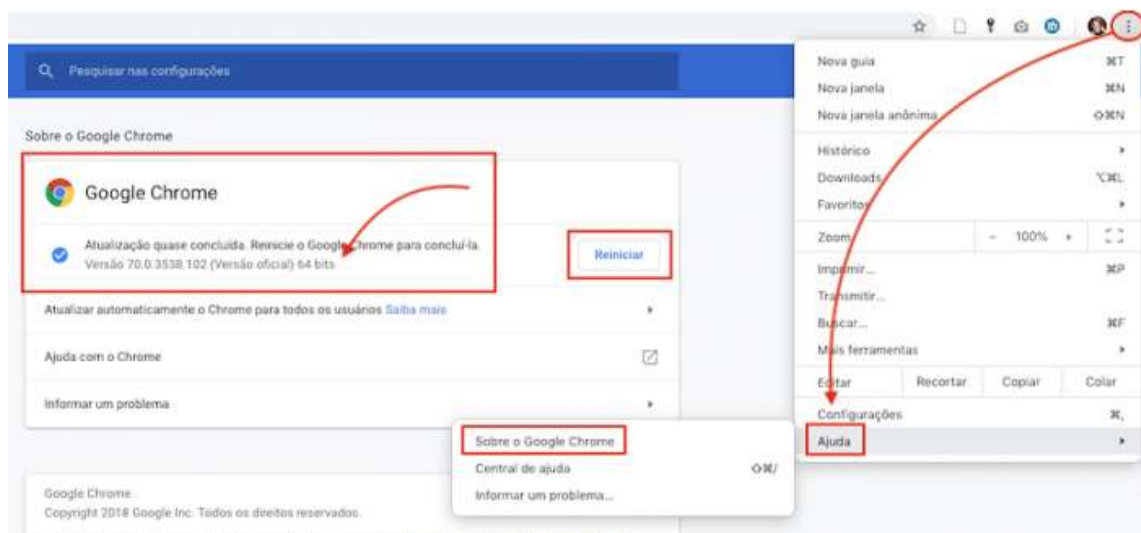 Pesquisar nas configurações
Sobre o Google Chrome
Google Chrome
Atualização quase concluída. Reinicie o Google Chrome para concluí-la.
Versão 70.0.3538.102 (Versão oficial) 64 bits
Reiniciar
Atualizar automaticamente o Chrome para todos os usuários Saiba mais
Ajuda com o Chrome
Informar um problema
Google Chrome
Copyright 2018 Google Inc. Todos os direitos reservados.
Nova guia ⌘T
Nova janela ⌘N
Nova janela anônima ⇧⌘N
Histórico
Downloads ⌥⌘L
Favoritos
Zoom - 100% +
Imprimir... ⌘P
Transmitir...
Buscar... ⌘F
Mais ferramentas
Editar Recortar Copiar Colar
Configurações ⌘,
Ajuda
Sobre o Google Chrome
Central de ajuda ⇧⌘/
Informar um problema...